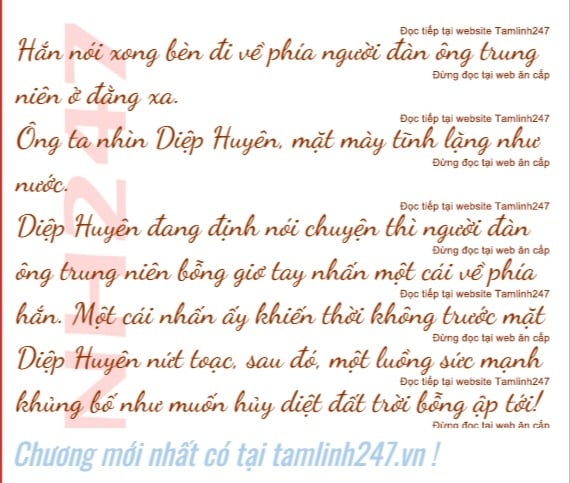 Đọc tiếp tại website Tamlinh247
Hắn nói xong bèn đi về phía người đàn ông trung
Đừng đọc tại web ăn cắp
niên ở đằng xa.
Đọc tiếp tại website Tamlinh247
Ông ta nhìn Diệp Huyên, mặt mày tĩnh lặng như
Đừng đọc tại web ăn cắp
nước.
Đọc tiếp tại website Tamlinh247
Diệp Huyên đang định nói chuyện thì người đàn
Đừng đọc tại web ăn cắp
ông trung niên bỗng giơ tay nhấn một cái về phía
Đọc tiếp tại website Tamlinh247
hắn. Một cái nhấn ấy khiến thời không trước mặt
Đừng đọc tại web ăn cắp
Diệp Huyên nứt toạc, sau đó, một luồng sức mạnh
Đọc tiếp tại website Tamlinh247
khủng bố như muốn hủy diệt đất trời bỗng ập tới!
Đừng đọc tại web ăn cắp
NH247
Chương mới nhất có tại tamlinh247.vn !